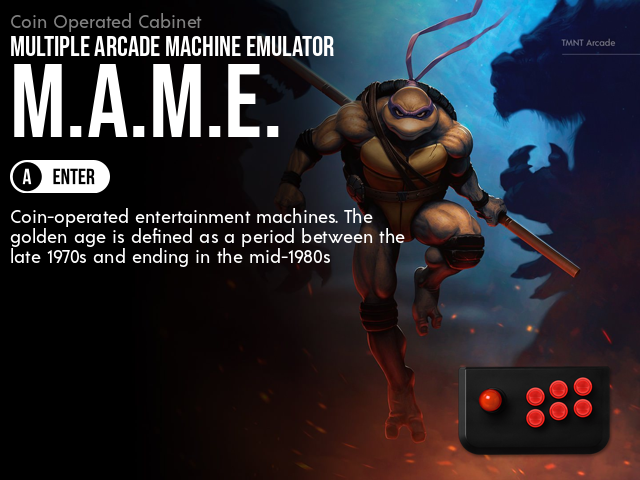 Coin Operated Cabinet
MULTIPLE ARCADE MACHINE EMULATOR
M.A.M.E.
TMNT Arcade
A ENTER
Coin-operated entertainment machines. The
golden age is defined as a period between the
late 1970s and ending in the mid-1980s